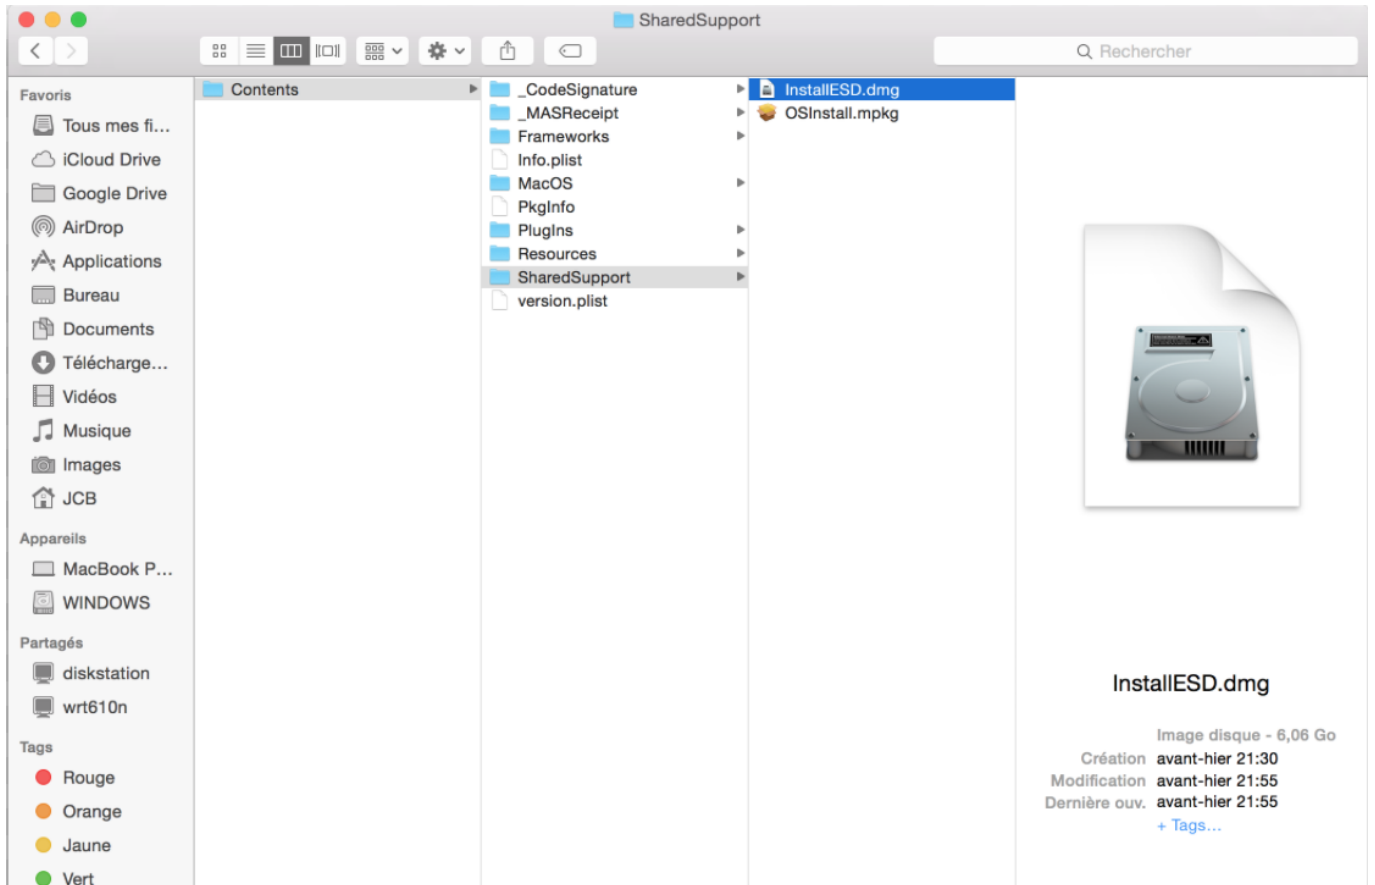 SharedSupport
Rechercher
Favoris
Tous mes fi...
iCloud Drive
Google Drive
AirDrop
Applications
Bureau
Documents
Télécharge...
Vidéos
Musique
Images
JCB
Appareils
MacBook P...
WINDOWS
Partagés
diskstation
wrt610n
Tags
Rouge
Orange
Jaune
Vert
Contents
_CodeSignature
_MASReceipt
Frameworks
Info.plist
MacOS
PkgInfo
PlugIns
Resources
SharedSupport
version.plist
InstallESD.dmg
OSInstall.mpkg
InstallESD.dmg
Image disque - 6,06 Go
Création avant-hier 21:30
Modification avant-hier 21:55
Dernière ouv. avant-hier 21:55
+ Tags...